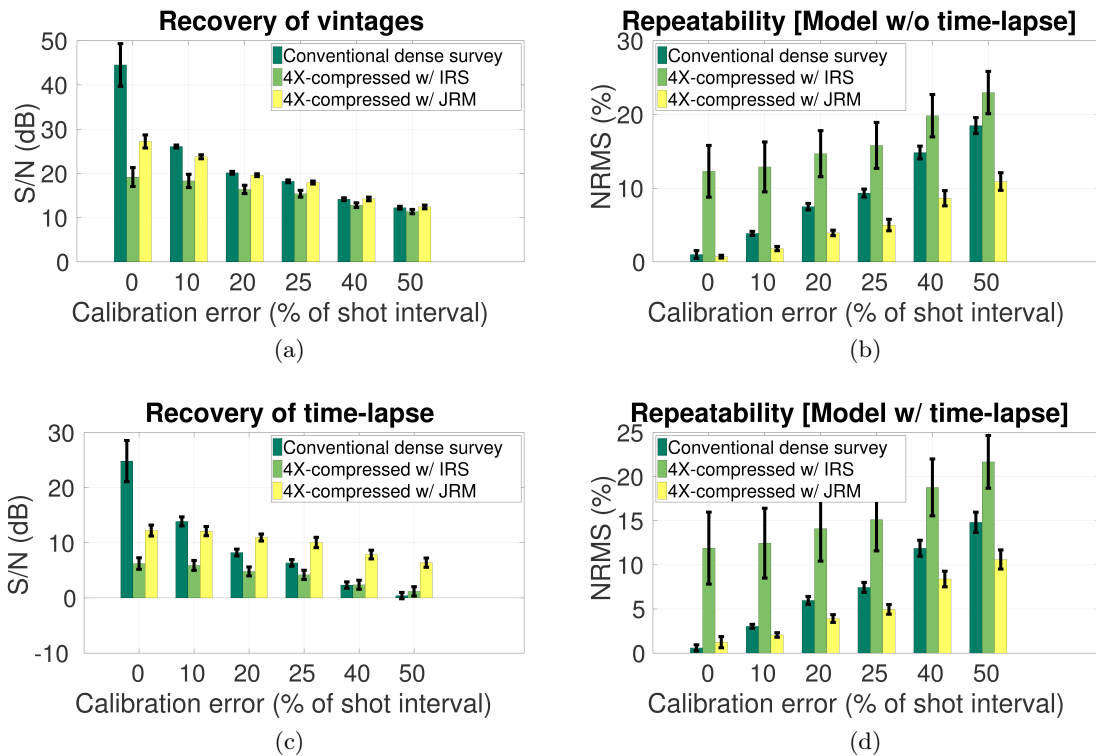 Recovery of vintages
50
40
30
20
10
0
S/N (dB)
Conventional dense survey
4X-compressed w/ IRS
4X-compressed w/ JRM
0 10 20 25 40 50
Calibration error (% of shot interval)
(a)
Repeatability [Model w/o time-lapse]
30
20
10
0
NRMS (%)
Conventional dense survey
4X-compressed w/ IRS
4X-compressed w/ JRM
0 10 20 25 40 50
Calibration error (% of shot interval)
(b)
Recovery of time-lapse
30
20
10
0
-10
S/N (dB)
Conventional dense survey
4X-compressed w/ IRS
4X-compressed w/ JRM
0 10 20 25 40 50
Calibration error (% of shot interval)
(c)
Repeatability [Model w/ time-lapse]
25
20
15
10
5
0
NRMS (%)
Conventional dense survey
4X-compressed w/ IRS
4X-compressed w/ JRM
0 10 20 25 40 50
Calibration error (% of shot interval)
(d)